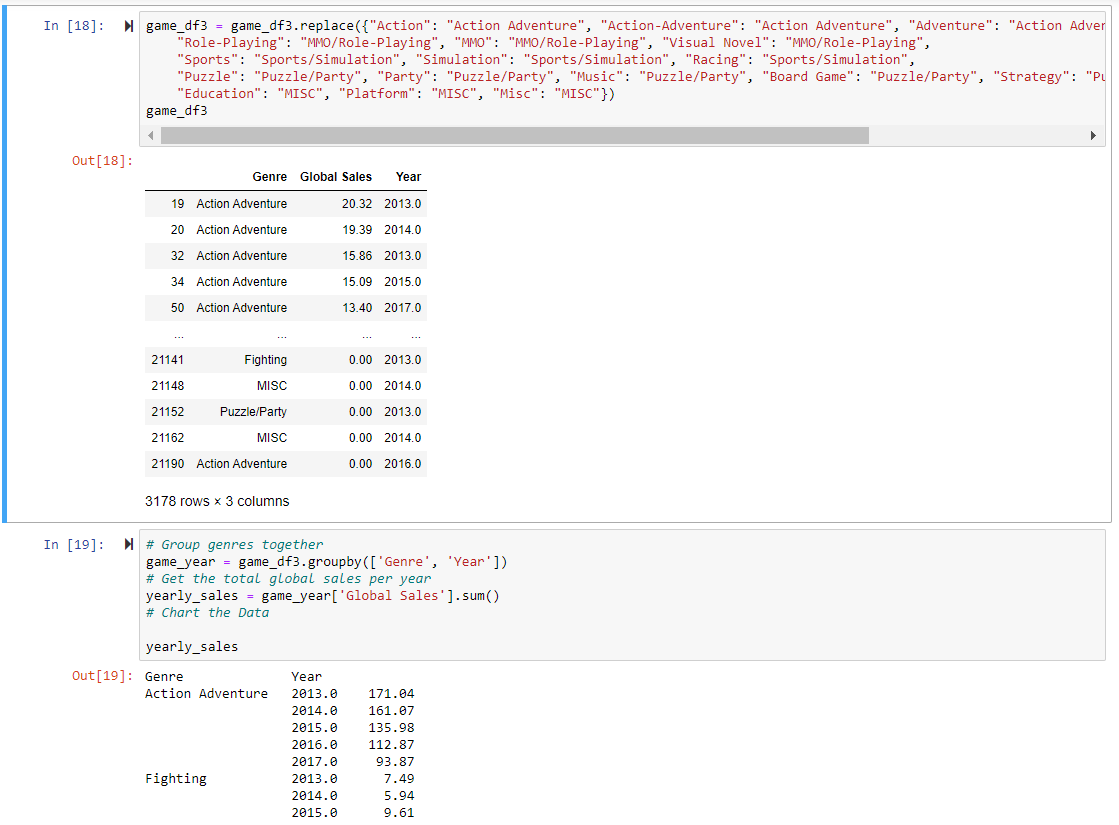 In [18]:
game_df3 = game_df3.replace({"Action": "Action Adventure", "Action-Adventure": "Action Adventure", "Adventure": "Action Adver
"Role-Playing": "MMO/Role-Playing", "MMO": "MMO/Role-Playing", "Visual Novel": "MMO/Role-Playing",
"Sports": "Sports/Simulation", "Simulation": "Sports/Simulation", "Racing": "Sports/Simulation",
"Puzzle": "Puzzle/Party", "Party": "Puzzle/Party", "Music": "Puzzle/Party", "Board Game": "Puzzle/Party", "Strategy": "Pu
"Education": "MISC", "Platform": "MISC", "Misc": "MISC"})
game_df3
Out[18]:
Genre Global Sales Year
19 Action Adventure 20.32 2013.0
20 Action Adventure 19.39 2014.0
32 Action Adventure 15.86 2013.0
34 Action Adventure 15.09 2015.0
50 Action Adventure 13.40 2017.0
... ... ... ...
21141 Fighting 0.00 2013.0
21148 MISC 0.00 2014.0
21152 Puzzle/Party 0.00 2013.0
21162 MISC 0.00 2014.0
21190 Action Adventure 0.00 2016.0
3178 rows × 3 columns
In [19]:
# Group genres together
game_year = game_df3.groupby(['Genre', 'Year'])
# Get the total global sales per year
yearly_sales = game_year['Global Sales'].sum()
# Chart the Data
yearly_sales
Out[19]:
Genre Year
Action Adventure 2013.0 171.04
2014.0 161.07
2015.0 135.98
2016.0 112.87
2017.0 93.87
Fighting 2013.0 7.49
2014.0 5.94
2015.0 9.61